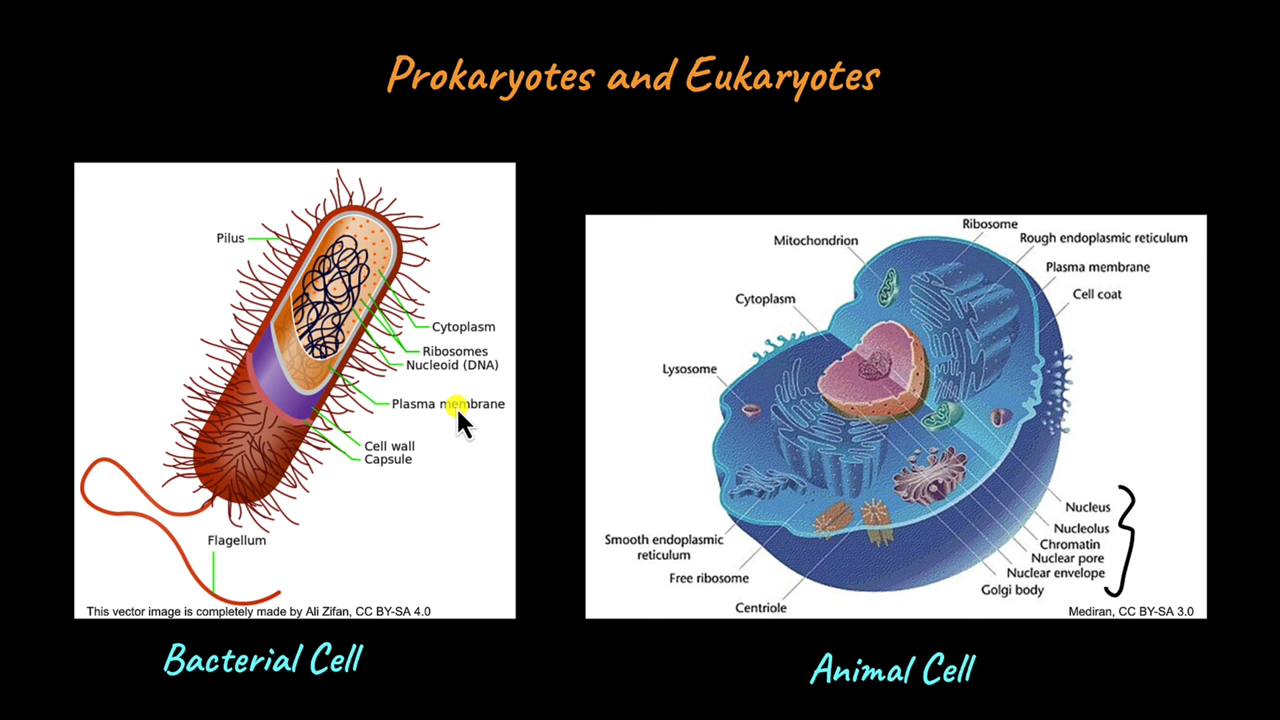 Prokaryotes and Eukaryotes
Pilus
Cytoplasm
Ribosomes
Nucleoid (DNA)
Plasma membrane
Cell wall
Capsule
Flagellum
This vector image is completely made by Ali Zifan, CC BY-SA 4.0
Bacterial Cell
Ribosome
Mitochondrion
Rough endoplasmic reticulum
Plasma membrane
Cytoplasm
Cell coat
Lysosome
Nucleus
Nucleolus
Chromatin
Nuclear pore
Nuclear envelope
Golgi body
Smooth endoplasmic
reticulum
Free ribosome
Centriole
Mediran, CC BY-SA 3.0
Animal Cell